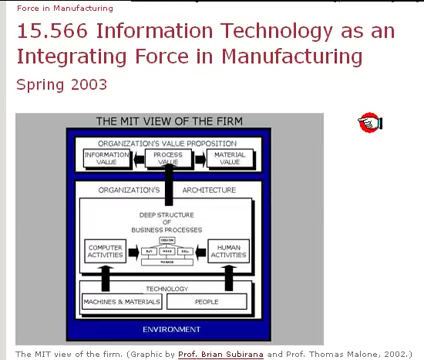 Force in Manufacturing
15.566 Information Technology as an
Integrating Force in Manufacturing
Spring 2003
THE MIT VIEW OF THE FIRM
ORGANIZATION'S VALUE PROPOSITION
INFORMATION VALUE
PROCESS VALUE
MATERIAL VALUE
ORGANIZATION'S ARCHITECTURE
DEEP STRUCTURE
OF
BUSINESS PROCESSES
COMPUTER ACTIVITIES
HUMAN ACTIVITIES
TECHNOLOGY
MACHINES & MATERIALS
PEOPLE
ENVIRONMENT
The MIT view of the firm. (Graphic by Prof. Brian Subirana and Prof. Thomas Malone, 2002.)